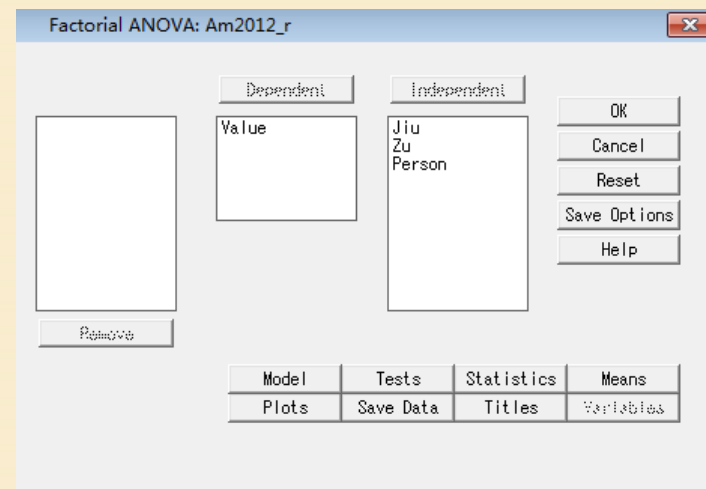 Factorial ANOVA: Am2012_r
Dependent
Independent
Value
Jiu
Zu
Person
OK
Cancel
Reset
Save Options
Help
Remove
Model
Tests
Statistics
Means
Plots
Save Data
Titles
Variables